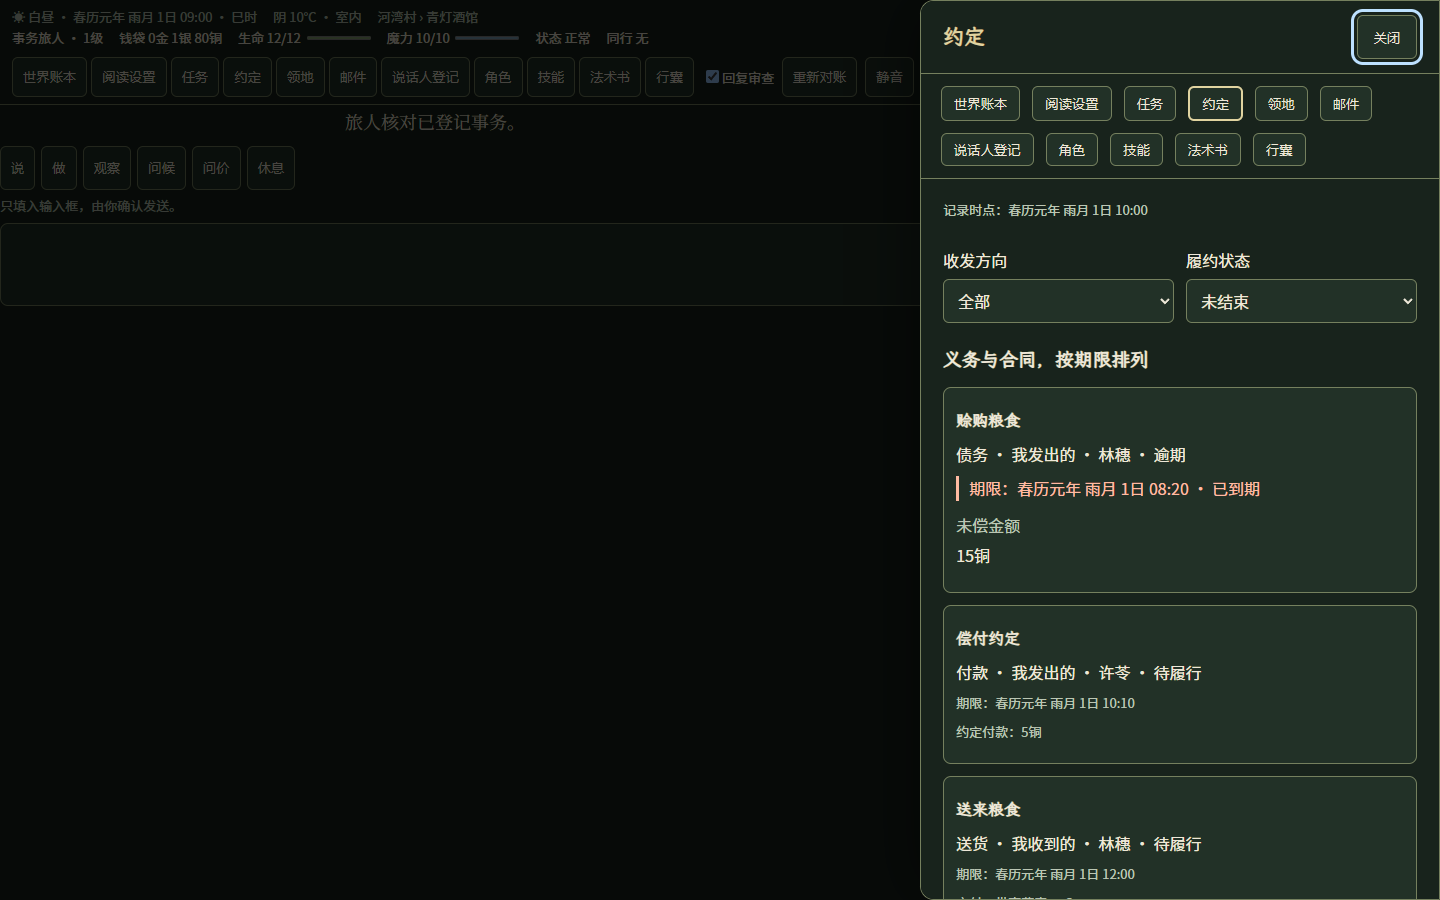 白昼 · 春历元年 雨月 1日 09:00 · 巳时 阴 10°C · 室内 河湾村 › 青灯酒馆
事务旅人 · 1级 钱袋 0金 1银 80铜 生命 12/12 魔力 10/10 状态 正常 同行 无
世界账本 阅读设置 任务 约定 领地 邮件 说话人登记 角色 技能 法术书 行囊 回复审查 重新对账 静音
旅人核对已登记事务。
说 做 观察 问候 问价 休息
只填入输入框，由你确认发送。
约定
关闭
世界账本 阅读设置 任务 约定 领地 邮件
说话人登记 角色 技能 法术书 行囊
记录时点：春历元年 雨月 1日 10:00
收发方向 履约状态
全部 未结束
义务与合同，按期限排列
赊购粮食
债务 · 我发出的 · 林穗 · 逾期
期限：春历元年 雨月 1日 08:20 · 已到期
未偿金额
15铜
偿付约定
付款 · 我发出的 · 许苓 · 待履行
期限：春历元年 雨月 1日 10:10
约定付款：5铜
送来粮食
送货 · 我收到的 · 林穗 · 待履行
期限：春历元年 雨月 1日 12:00